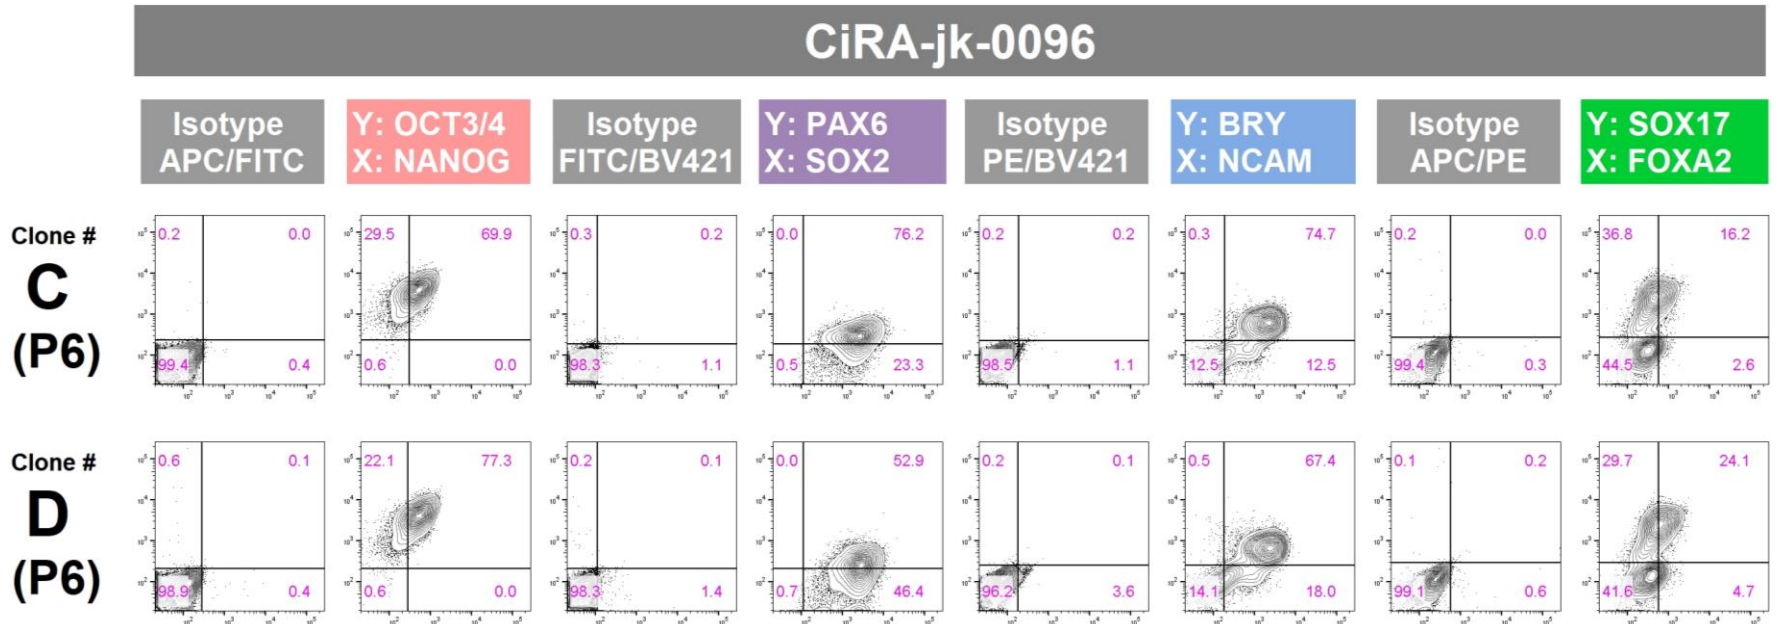 CiRA-jk-0096
Isotype
APC/FITC
Y: OCT3/4
X: NANOG
Isotype
FITC/BV421
Y: PAX6
X: SOX2
Isotype
PE/BV421
Y: BRY
X: NCAM
Isotype
APC/PE
Y: SOX17
X: FOXA2
Clone #
C
(P6)
0.2 0.0
99.4 0.4
29.5 69.9
0.6 0.0
0.3 0.2
98.3 1.1
0.0 76.2
0.5 23.3
0.2 0.2
98.5 1.1
0.3 74.7
12.5 12.5
0.2 0.0
99.4 0.3
36.8 16.2
44.5 2.6
Clone #
D
(P6)
0.6 0.1
98.9 0.4
22.1 77.3
0.6 0.0
0.2 0.1
98.3 1.4
0.0 52.9
0.7 46.4
0.2 0.1
96.2 3.6
0.5 67.4
14.1 18.0
0.1 0.2
99.1 0.6
29.7 24.1
41.6 4.7